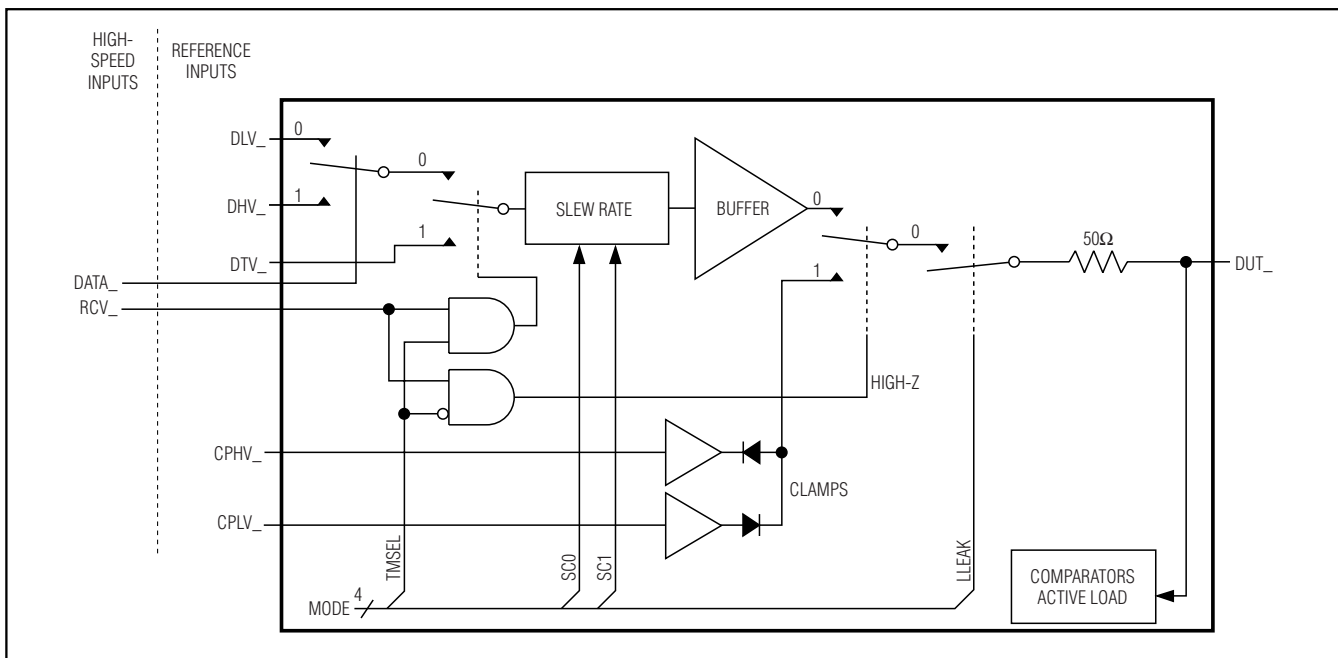 HIGH-
SPEED
INPUTS
REFERENCE
INPUTS
DLV_
0
0
DHV_
1
SLEW RATE
BUFFER
0
0
1
DTV_
50Ω
DUT_
1
DATA_
RCV_
HIGH-Z
CPHV_
CLAMPS
CPLV_
TMSEL
SC0
SC1
LLEAK
COMPARATORS
ACTIVE LOAD
MODE
4